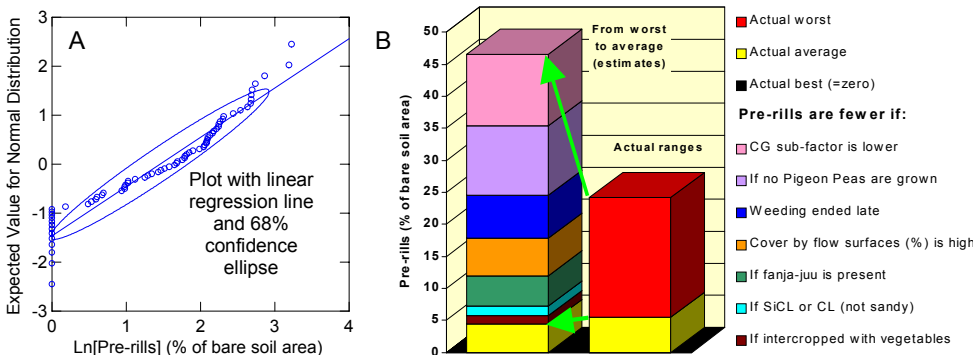 A
Expected Value for Normal Distribution
3
2
1
0
-1
-2
-3
0
1
2
3
4
Ln[Pre-rills] (% of bare soil area)
Plot with linear
regression line
and 68%
confidence
ellipse
B
Pre-rills (% of bare soil area)
50
45
40
35
30
25
20
15
10
5
0
From worst
to average
(estimates)
Actual ranges
Actual worst
Actual average
Actual best (=zero)
Pre-rills are fewer if:
CG sub-factor is lower
If no Pigeon Peas are grown
Weeding ended late
Cover by flow surfaces (%) is high
If fanja-juu is present
If SiCL or CL (not sandy)
If intercropped with vegetables